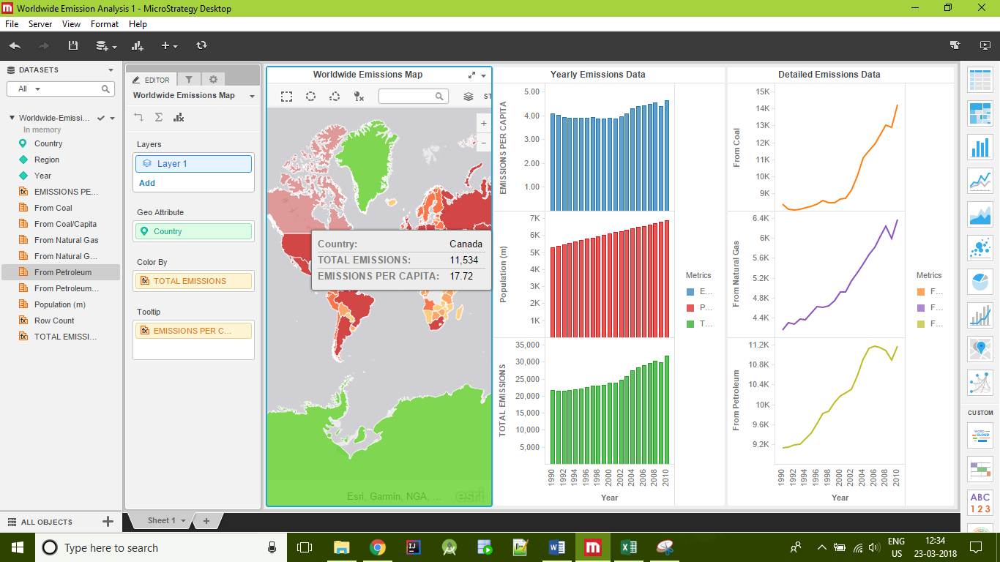 Worldwide Emission Analysis 1 - MicroStrategy Desktop
File Server View Format Help
DATASETS
All
Worldwide-Emissi...
In memory
Country
Region
Year
EMISSIONS PE...
From Coal
From Coal/Capita
From Natural Gas
From Natural G...
From Petroleum
From Petroleum...
Population (m)
Row Count
TOTAL EMISSI...
ALL OBJECTS
EDITOR
Worldwide Emissions Map
Layers
Layer 1
Add
Geo Attribute
Country
Color By
TOTAL EMISSIONS
Tooltip
EMISSIONS PER C...
Worldwide Emissions Map
ST
+
−
Country: Canada
TOTAL EMISSIONS: 11,534
EMISSIONS PER CAPITA: 17.72
Esri, Garmin, NGA, ...
esri
Yearly Emissions Data
EMISSIONS PER CAPITA
5.00
4.00
3.00
2.00
1.00
Population (m)
7K
6K
5K
4K
3K
2K
1K
TOTAL EMISSIONS
35,000
30,000
25,000
20,000
15,000
10,000
5,000
1990 1992 1994 1996 1998 2000 2002 2004 2006 2008 2010
Year
Metrics
E...
P...
T...
Detailed Emissions Data
From Coal
15K
14K
13K
12K
11K
10K
9K
From Natural Gas
6.4K
6K
5.6K
5.2K
4.8K
4.4K
From Petroleum
11.2K
10.8K
10.4K
10K
9.6K
9.2K
1990 1992 1994 1996 1998 2000 2002 2004 2006 2008 2010
Year
Metrics
F...
F...
F...
CUSTOM
WORD
CLOUD
ABC
123
Sheet 1
+
Type here to search
ENG
US
12:34
23-03-2018